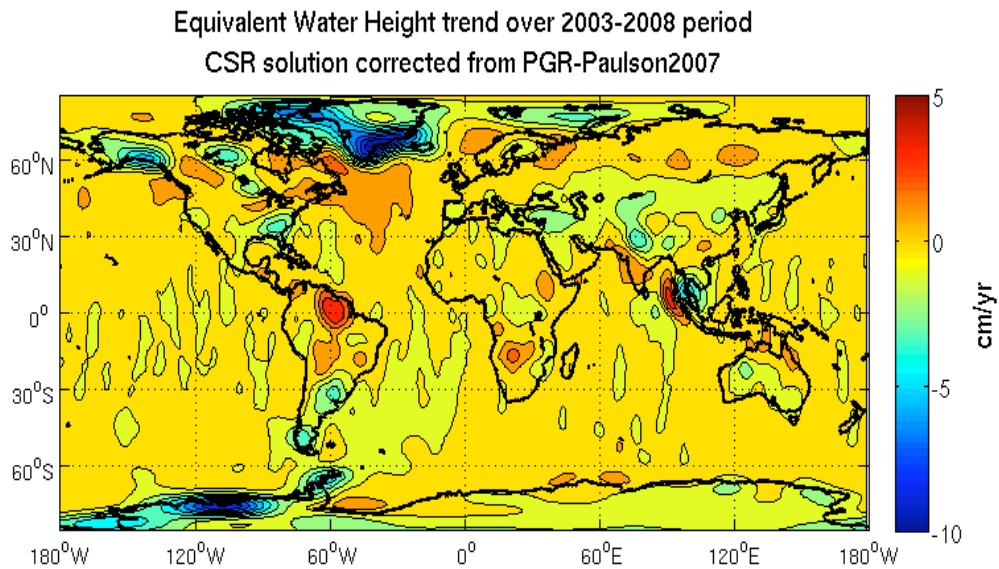 Equivalent Water Height trend over 2003-2008 period
CSR solution corrected from PGR-Paulson2007
60°N
30°N
0°
30°S
60°S
180°W
120°W
60°W
0°
60°E
120°E
180°W
5
0
-5
-10
cm/yr